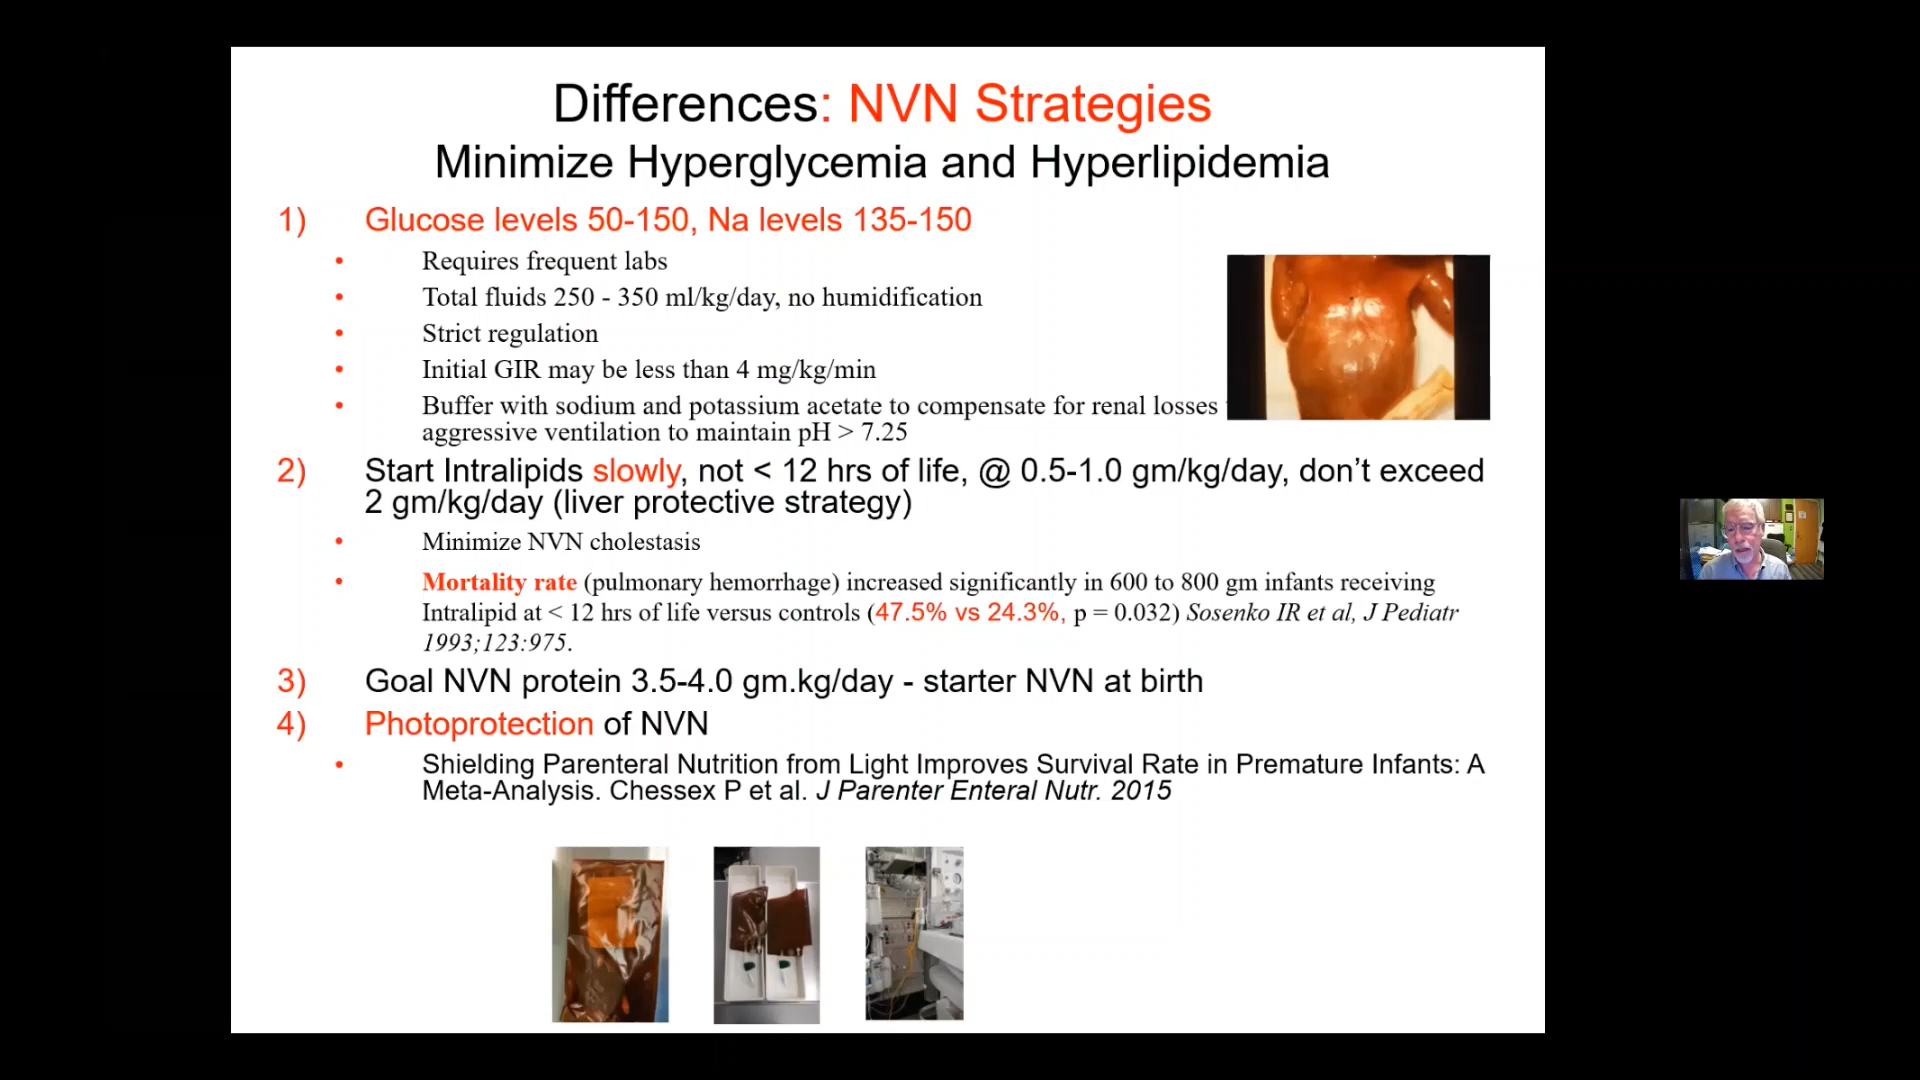 Differences: NVN Strategies
Minimize Hyperglycemia and Hyperlipidemia
1) Glucose levels 50-150, Na levels 135-150
• Requires frequent labs
• Total fluids 250 - 350 ml/kg/day, no humidification
• Strict regulation
• Initial GIR may be less than 4 mg/kg/min
• Buffer with sodium and potassium acetate to compensate for renal losses
aggressive ventilation to maintain pH > 7.25
2) Start Intralipids slowly, not < 12 hrs of life, @ 0.5-1.0 gm/kg/day, don’t exceed
2 gm/kg/day (liver protective strategy)
• Minimize NVN cholestasis
• Mortality rate (pulmonary hemorrhage) increased significantly in 600 to 800 gm infants receiving
Intralipid at < 12 hrs of life versus controls (47.5% vs 24.3%, p = 0.032) Sosenko IR et al, J Pediatr
1993;123:975.
3) Goal NVN protein 3.5-4.0 gm.kg/day - starter NVN at birth
4) Photoprotection of NVN
• Shielding Parenteral Nutrition from Light Improves Survival Rate in Premature Infants: A
Meta-Analysis. Chessex P et al. J Parenter Enteral Nutr. 2015